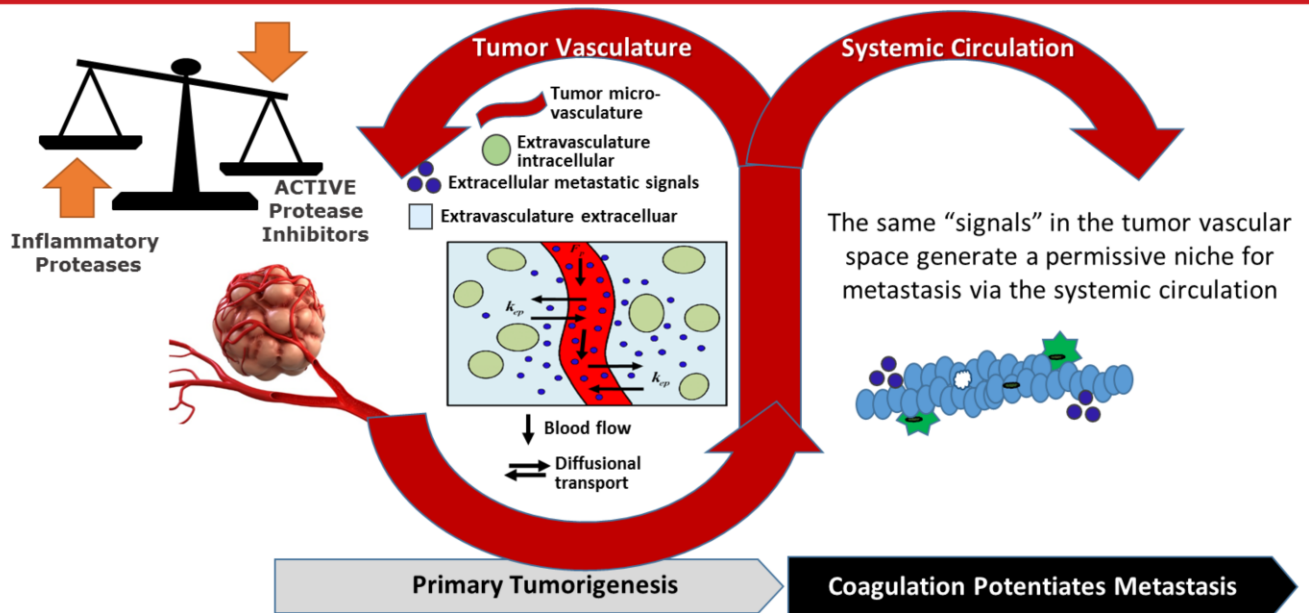 Tumor Vasculature
Systemic Circulation
Tumor micro-
vasculature
Extravasculature
intracellular
Extracellular metastatic signals
Extravasculature extracelluar
ACTIVE
Protease
Inhibitors
Inflammatory
Proteases
k_ep
k_ep
Blood flow
Diffusional
transport
The same “signals” in the tumor vascular
space generate a permissive niche for
metastasis via the systemic circulation
Primary Tumorigenesis
Coagulation Potentiates Metastasis